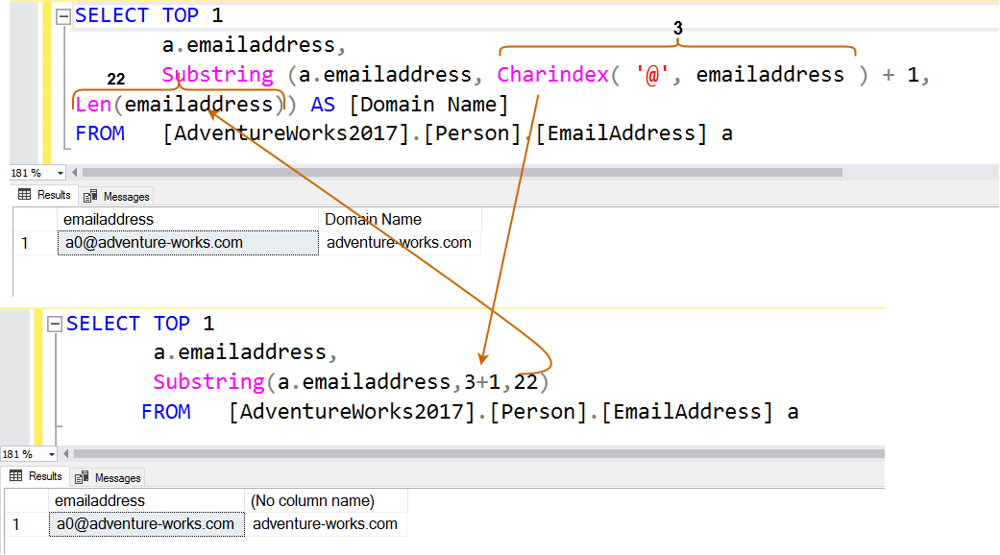 SELECT TOP 1
3
a.emailaddress,
22
Substring (a.emailaddress, Charindex( '@', emailaddress ) + 1,
Len(emailaddress)) AS [Domain Name]
FROM [AdventureWorks2017].[Person].[EmailAddress] a
181 %
Results Messages
emailaddress Domain Name
1 a0@adventure-works.com adventure-works.com
SELECT TOP 1
a.emailaddress,
Substring(a.emailaddress,3+1,22)
FROM [AdventureWorks2017].[Person].[EmailAddress] a
181 %
Results Messages
emailaddress (No column name)
1 a0@adventure-works.com adventure-works.com